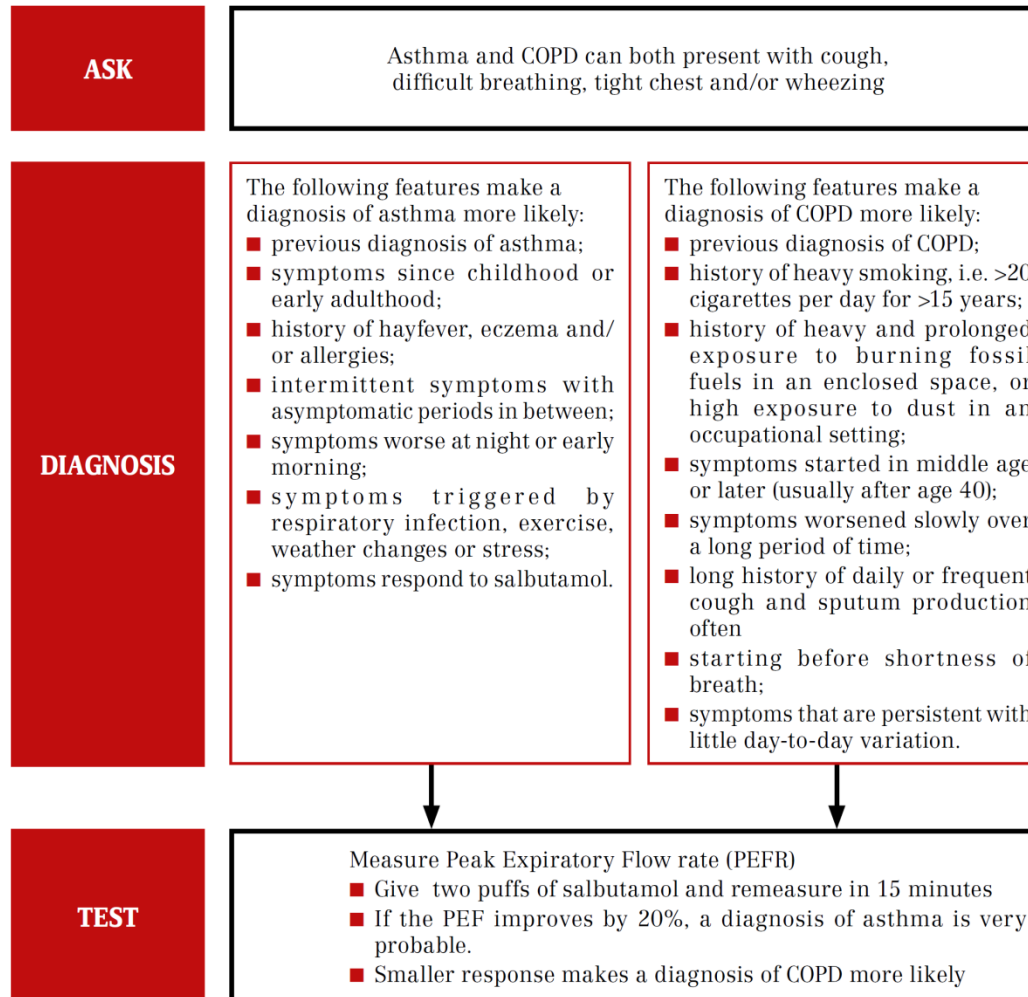 ASK
Asthma and COPD can both present with cough,
difficult breathing, tight chest and/or wheezing
DIAGNOSIS
The following features make a
diagnosis of asthma more likely:
■ previous diagnosis of asthma;
■ symptoms since childhood or
early adulthood;
■ history of hayfever, eczema and/
or allergies;
■ intermittent symptoms with
asymptomatic periods in between;
■ symptoms worse at night or early
morning;
■ symptoms triggered by
respiratory infection, exercise,
weather changes or stress;
■ symptoms respond to salbutamol.
The following features make a
diagnosis of COPD more likely:
■ previous diagnosis of COPD;
■ history of heavy smoking, i.e. >20
cigarettes per day for >15 years;
■ history of heavy and prolonged
exposure to burning fossil
fuels in an enclosed space, or
high exposure to dust in an
occupational setting;
■ symptoms started in middle age
or later (usually after age 40);
■ symptoms worsened slowly over
a long period of time;
■ long history of daily or frequent
cough and sputum production
often
■ starting before shortness of
breath;
■ symptoms that are persistent with
little day-to-day variation.
TEST
Measure Peak Expiratory Flow rate (PEFR)
■ Give two puffs of salbutamol and remeasure in 15 minutes
■ If the PEF improves by 20%, a diagnosis of asthma is very
probable.
■ Smaller response makes a diagnosis of COPD more likely